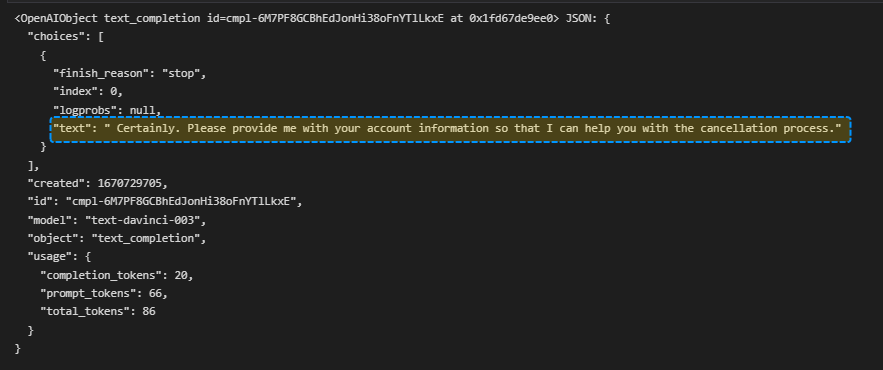 <OpenAIObject text_completion id=cmpl-6M7PF8GCBhEdJonHi38oFnYTlLkxE at 0x1fd67de9ee0> JSON: {
  "choices": [
    {
      "finish_reason": "stop",
      "index": 0,
      "logprobs": null,
      "text": " Certainly. Please provide me with your account information so that I can help you with the cancellation process."
    }
  ],
  "created": 1670729705,
  "id": "cmpl-6M7PF8GCBhEdJonHi38oFnYTlLkxE",
  "model": "text-davinci-003",
  "object": "text_completion",
  "usage": {
    "completion_tokens": 20,
    "prompt_tokens": 66,
    "total_tokens": 86
  }
}